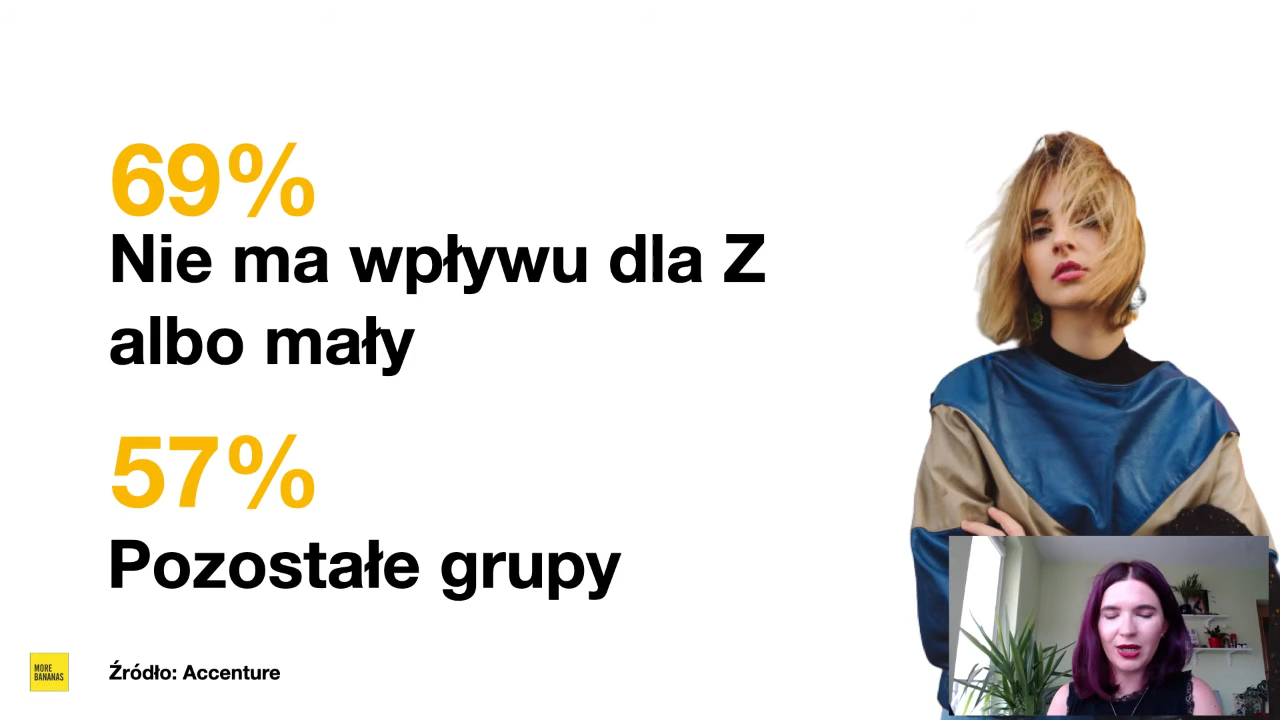 69%
Nie ma wpływu dla Z
albo mały
57%
Pozostałe grupy
MORE
BANANAS
Źródło: Accenture